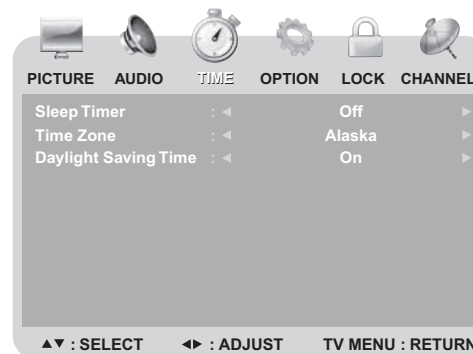 PICTURE AUDIO TIME OPTION LOCK CHANNEL
Sleep Timer : ◄ Off ►
Time Zone : ◄ Alaska ►
Daylight Saving Time : ◄ On ►
▲▼ : SELECT ◄► : ADJUST TV MENU : RETURN